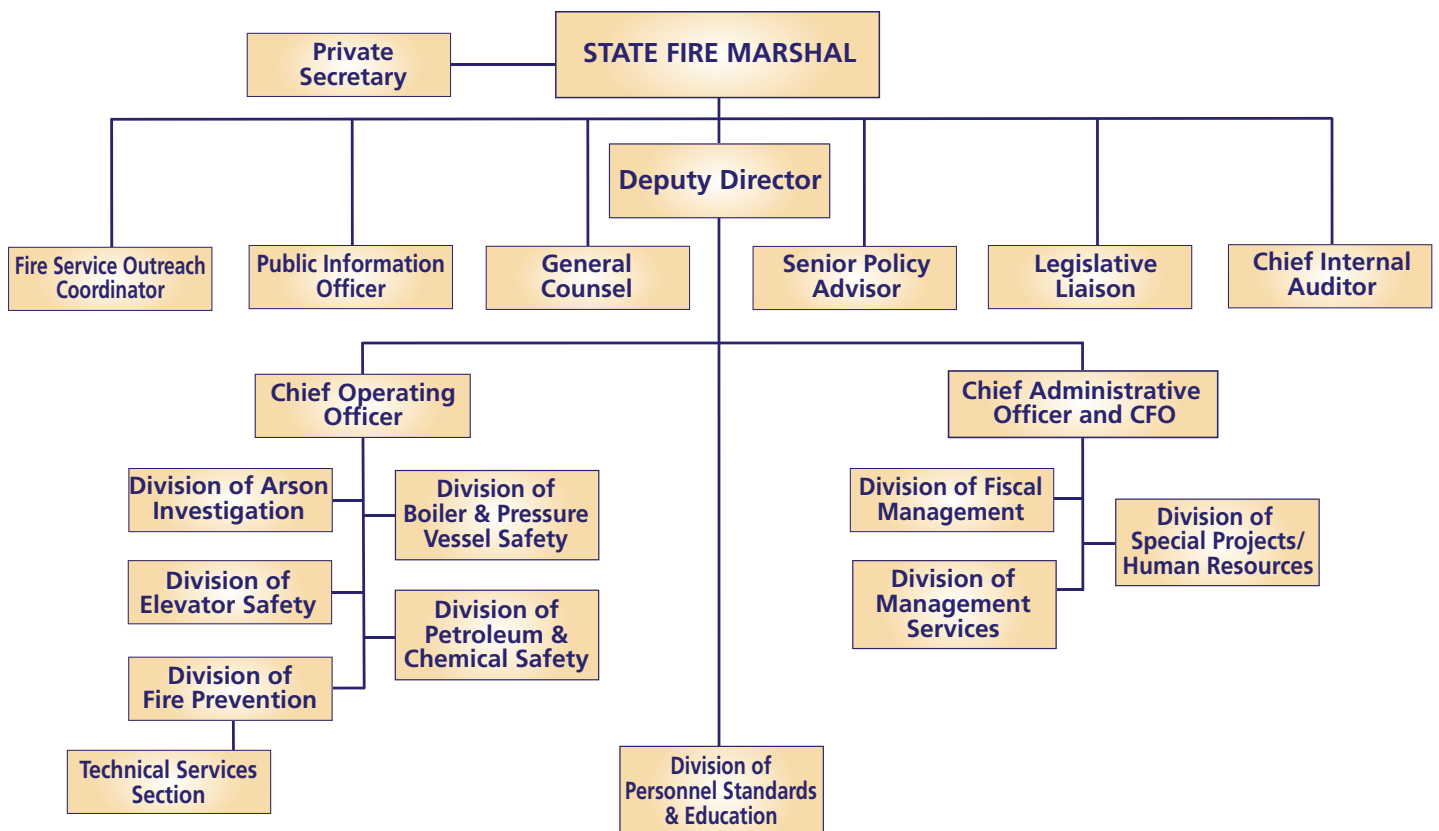 Private
Secretary
STATE FIRE MARSHAL
Deputy Director
Fire Service Outreach
Coordinator
Public Information
Officer
General
Counsel
Senior Policy
Advisor
Legislative
Liaison
Chief Internal
Auditor
Chief Operating
Officer
Chief Administrative
Officer and CFO
Division of Arson
Investigation
Division of
Boiler & Pressure
Vessel Safety
Division of
Elevator Safety
Division of
Petroleum &
Chemical Safety
Division of
Fire Prevention
Technical Services
Section
Division of Fiscal
Management
Division of
Special Projects/
Human Resources
Division of
Management
Services
Division of
Personnel Standards
& Education